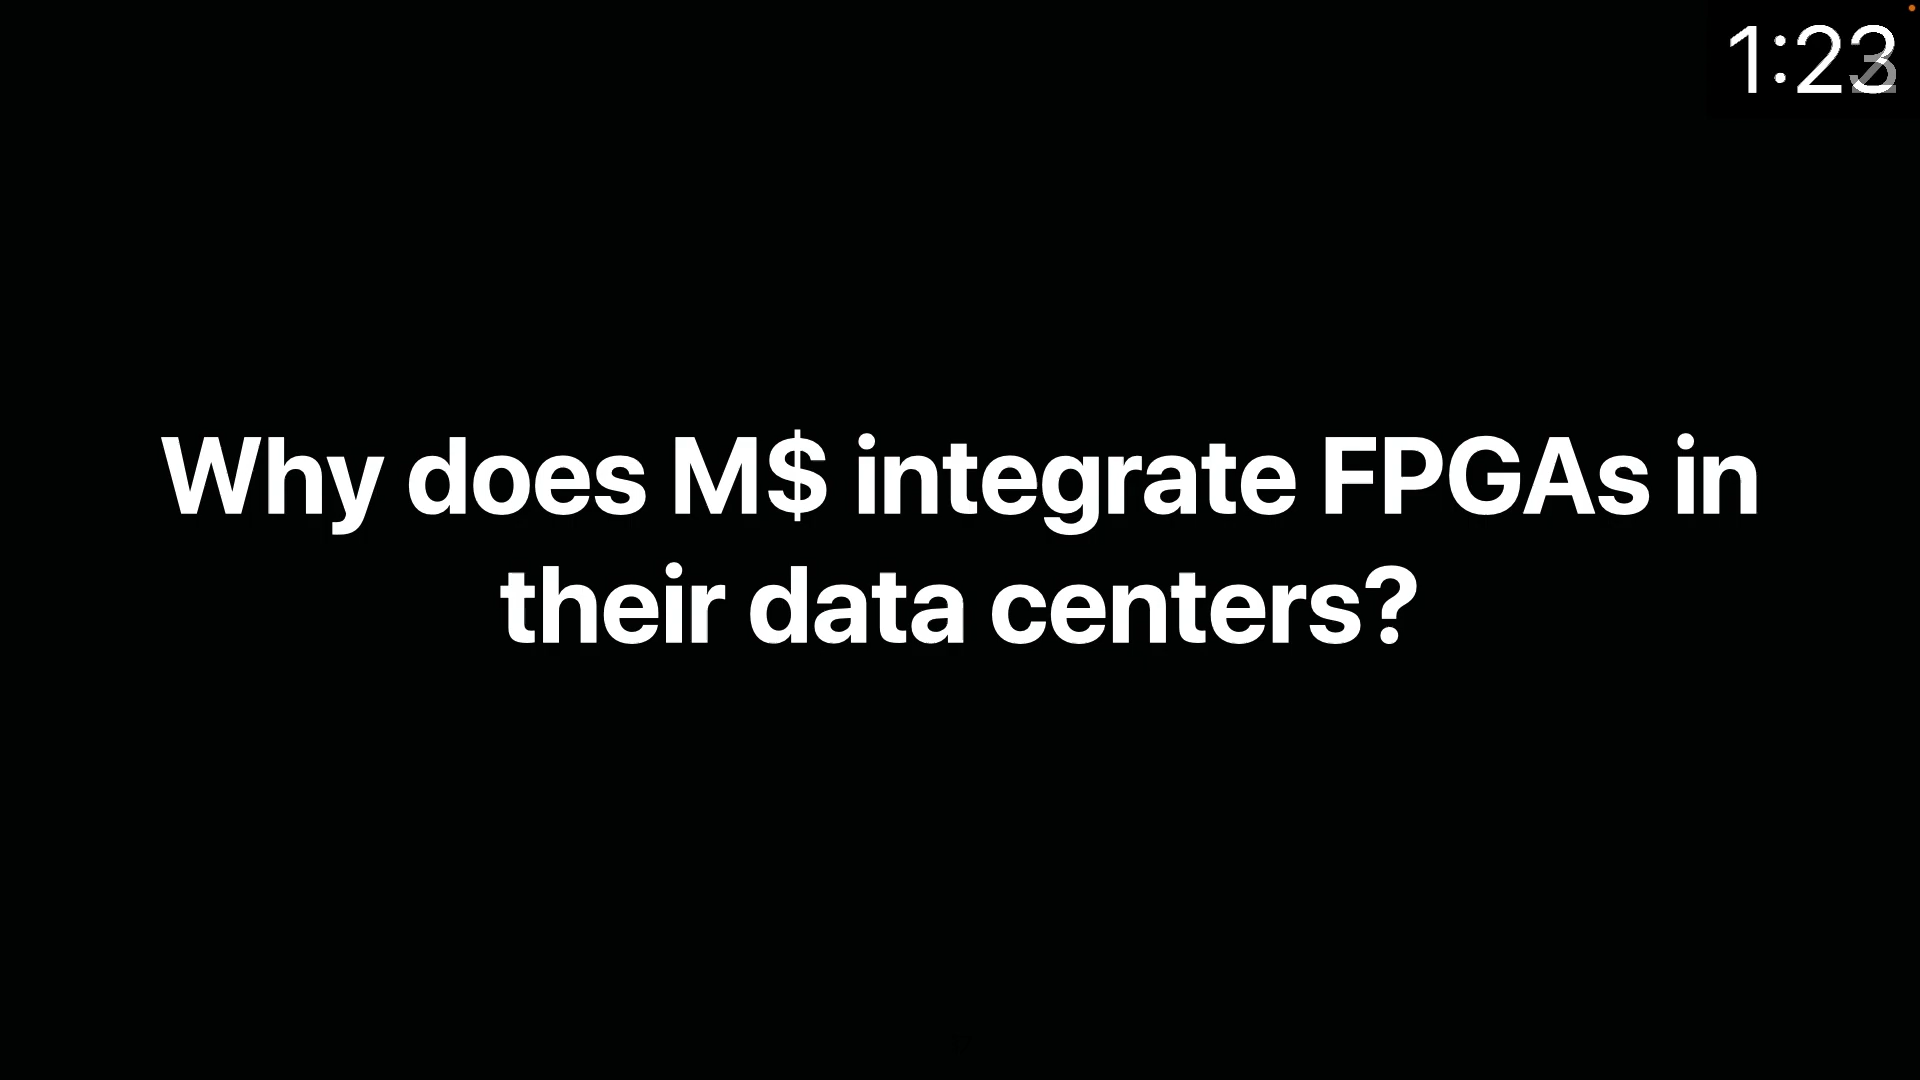 1:23
Why does M$ integrate FPGAs in
their data centers?